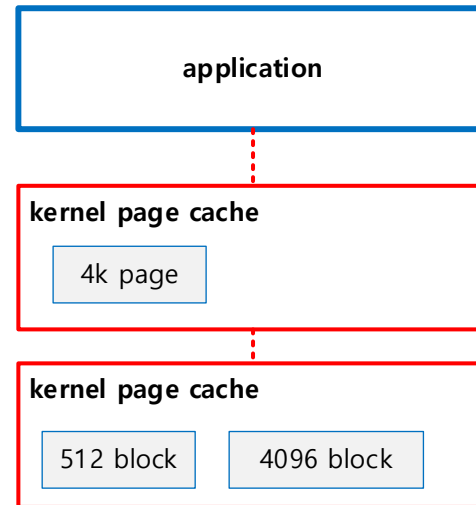 application
kernel page cache
4k page
kernel page cache
512 block
4096 block